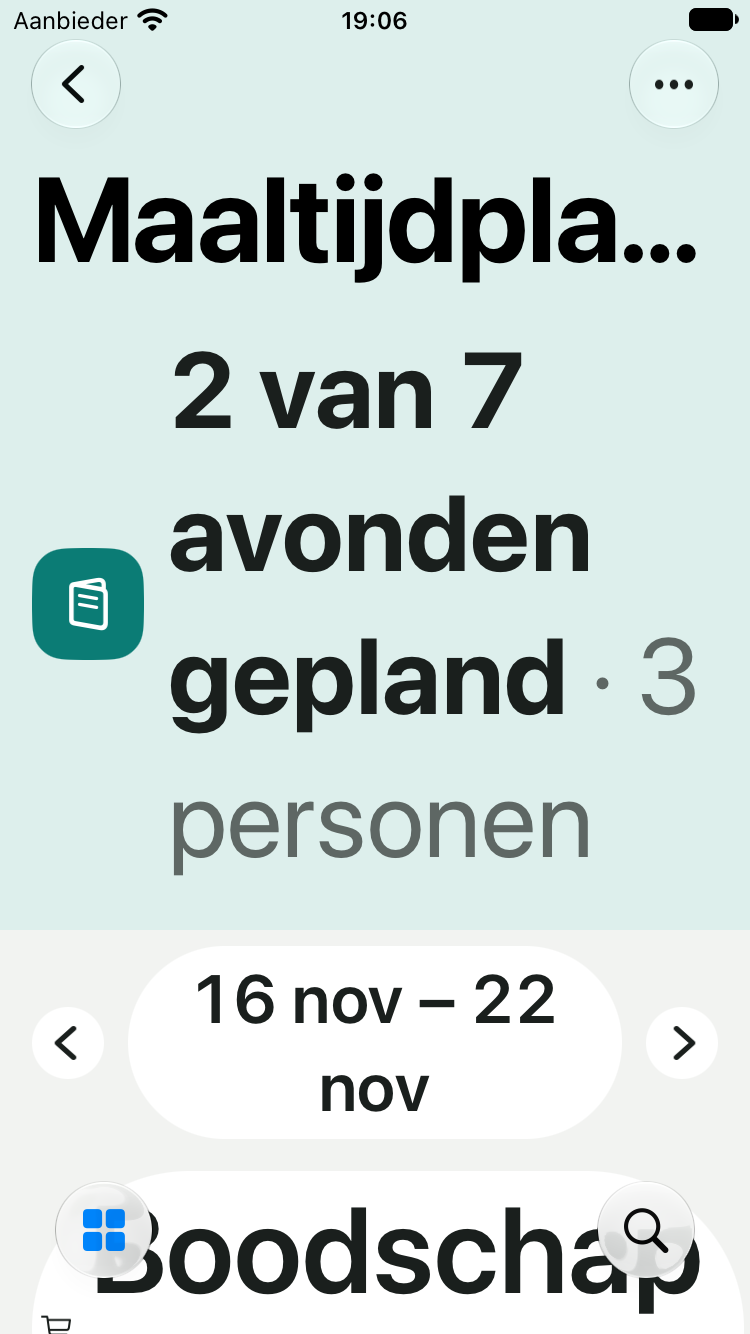 Aanbieder 19:06
Maaltijdpla...
2 van 7
avonden
gepland · 3
personen
16 nov – 22
nov
Boodschap